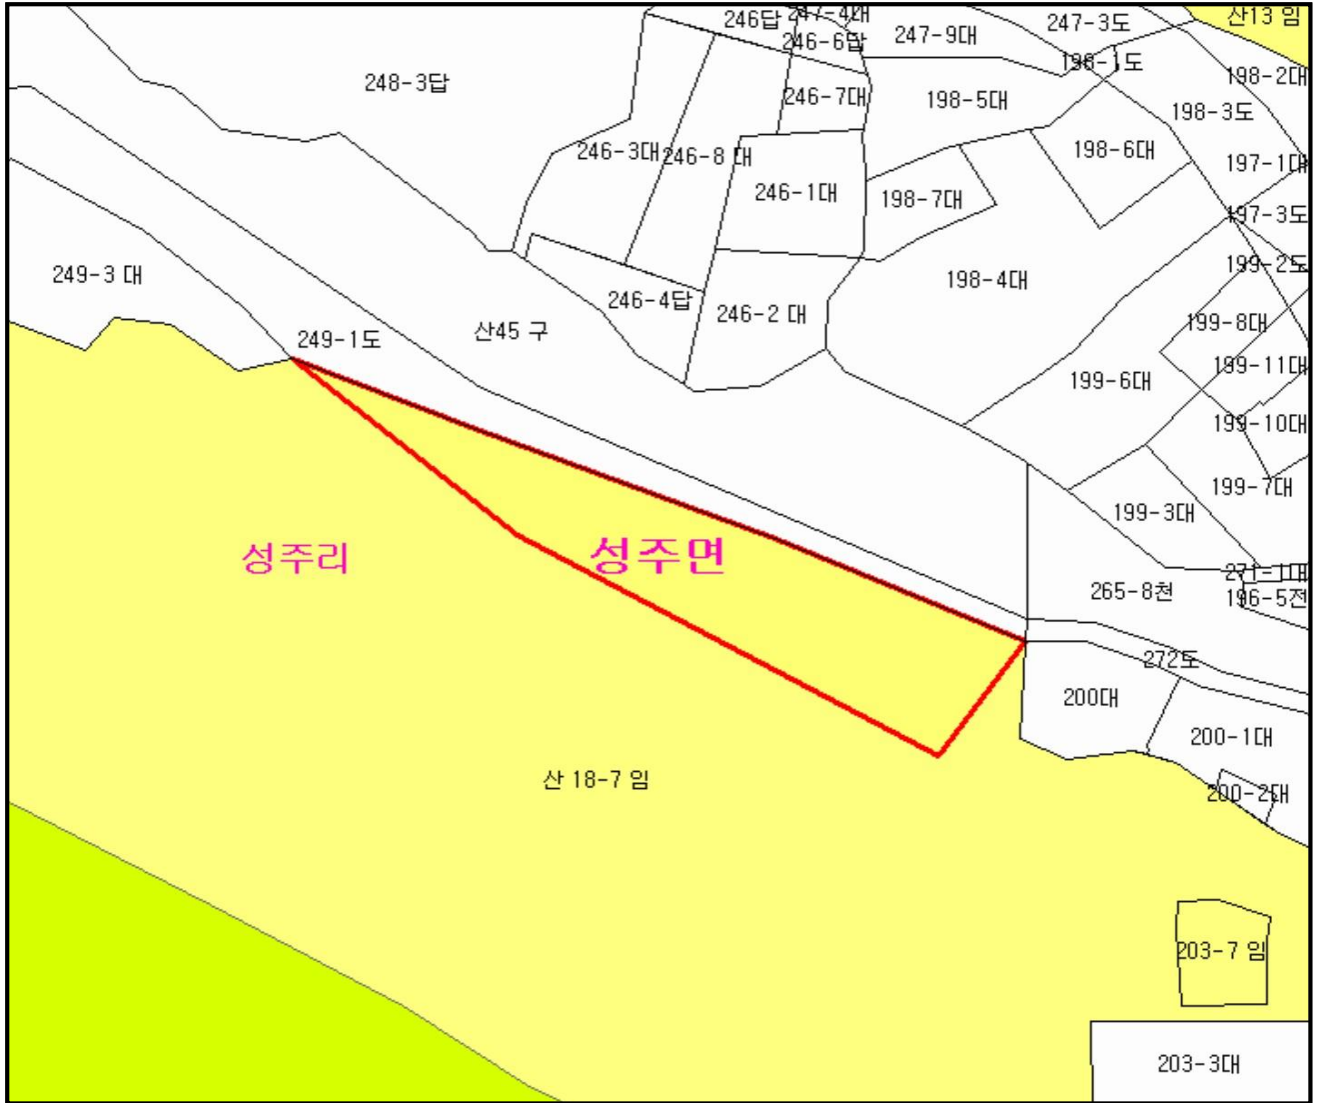 246답
247-4대
247-3도
산13 임
246-6답
247-9대
198-1도
198-2대
248-3답
246-7대
198-5대
198-3도
246-3대
246-8 대
198-6대
197-1대
246-1대
198-7대
197-3도
249-3 대
198-4대
199-2도
246-4답
246-2 대
199-8대
249-1도
산45 구
199-6대
199-11대
199-10대
199-7대
199-3대
성주리
성주면
271-1대
265-8천
196-5전
272도
200대
200-1대
산 18-7 임
200-2대
203-7 임
203-3대